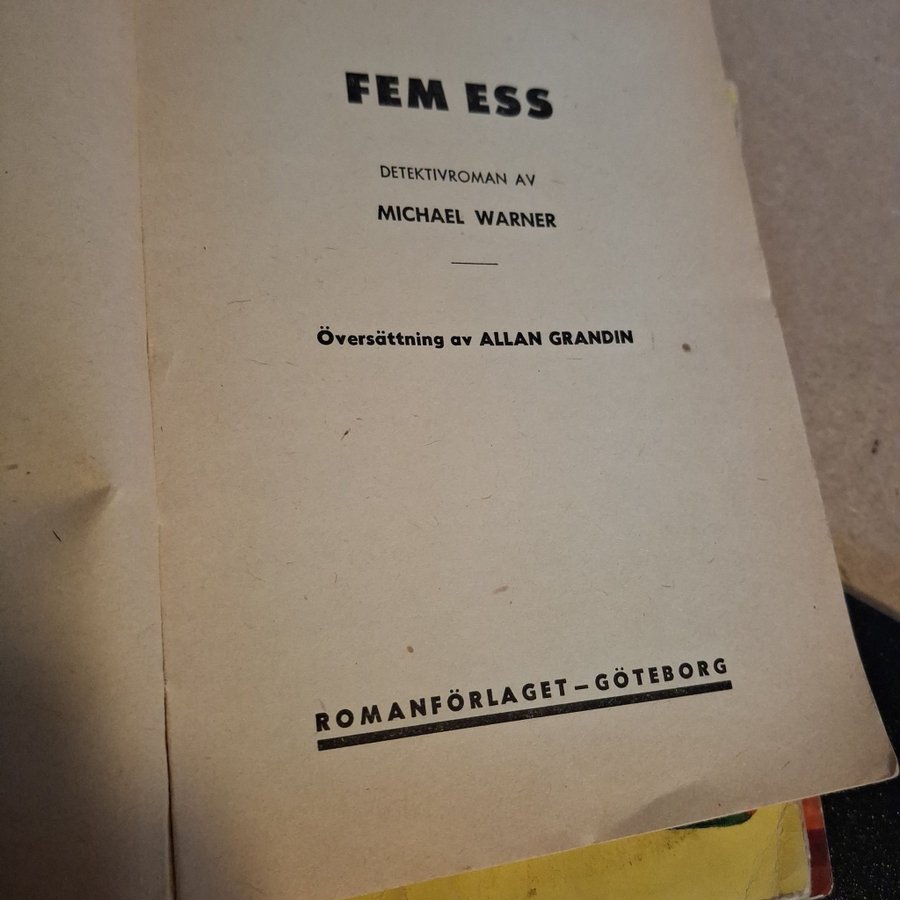 FEM ESS
DETEKTIVROMAN AV
MICHAEL WARNER
Översättning av ALLAN GRANDIN
ROMANFÖRLAGET – GÖTEBORG